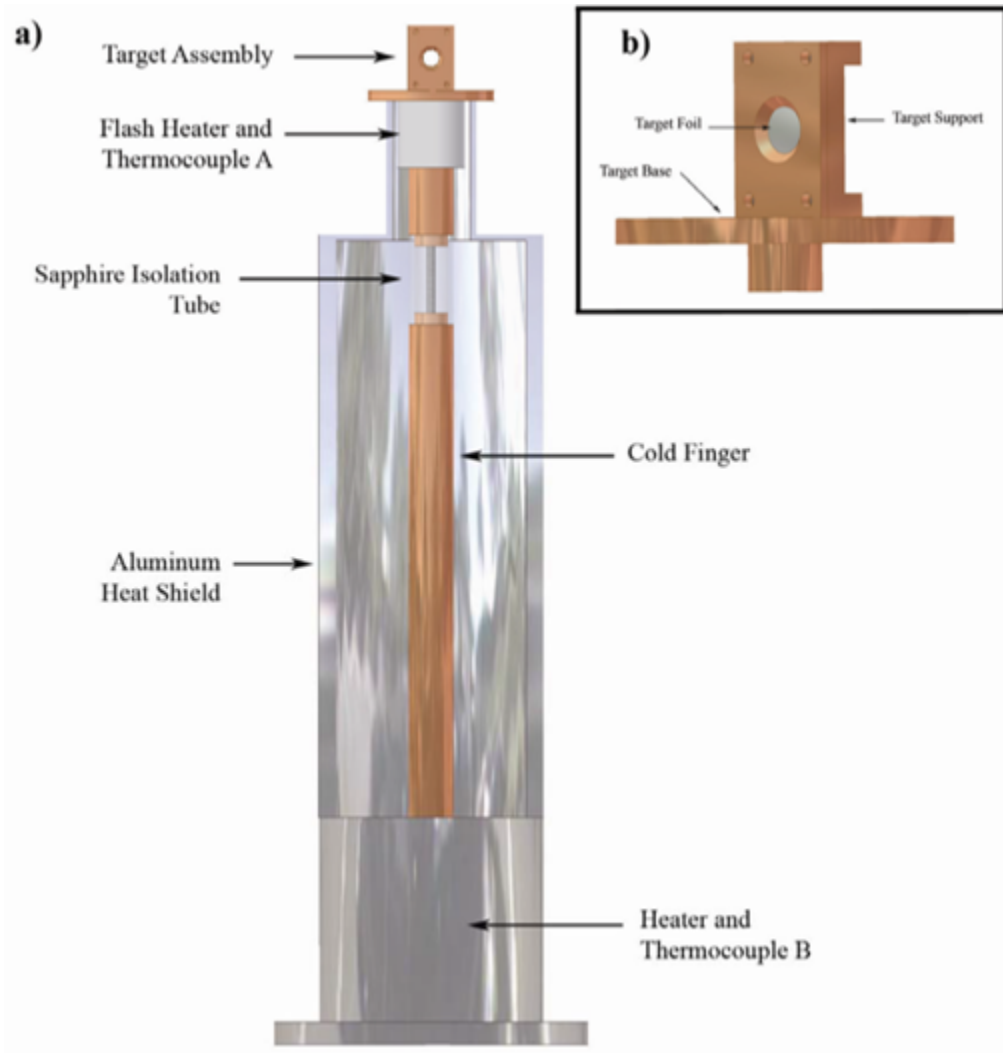 a)
Target Assembly
Flash Heater and
Thermocouple A
Sapphire Isolation
Tube
Cold Finger
Aluminum
Heat Shield
Heater and
Thermocouple B
b)
Target Foil
Target Support
Target Base